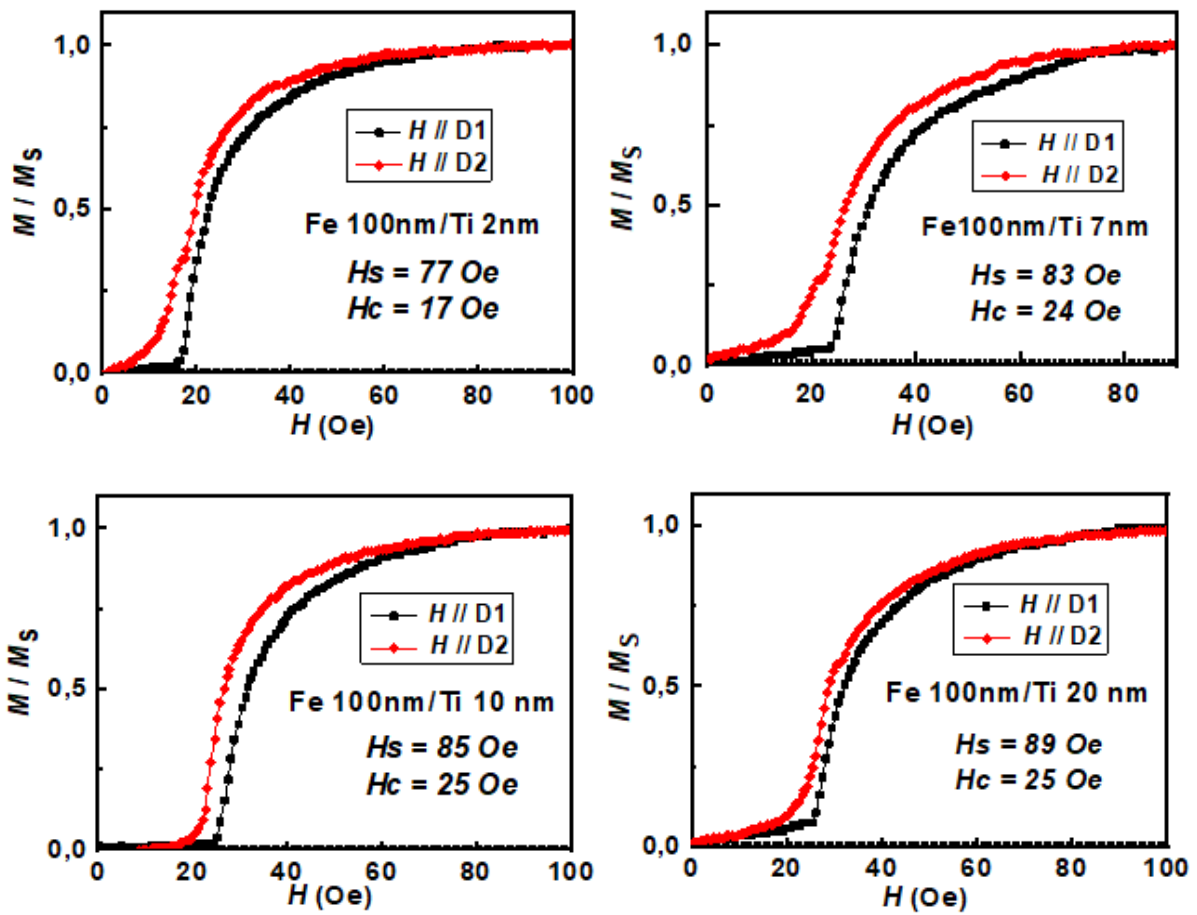 1,0
0,5
0,0
M / MS
H // D1
H // D2
Fe 100nm/Ti 2nm
Hs = 77 Oe
Hc = 17 Oe
0 20 40 60 80 100
H (Oe)
1,0
0,5
0,0
M / MS
H // D1
H // D2
Fe100nm/Ti 7nm
Hs = 83 Oe
Hc = 24 Oe
0 20 40 60 80
H (Oe)
1,0
0,5
0,0
M / MS
H // D1
H // D2
Fe 100nm/Ti 10 nm
Hs = 85 Oe
Hc = 25 Oe
0 20 40 60 80 100
H (Oe)
1,0
0,5
0,0
M / MS
H // D1
H // D2
Fe 100nm/Ti 20 nm
Hs = 89 Oe
Hc = 25 Oe
0 20 40 60 80 100
H (Oe)